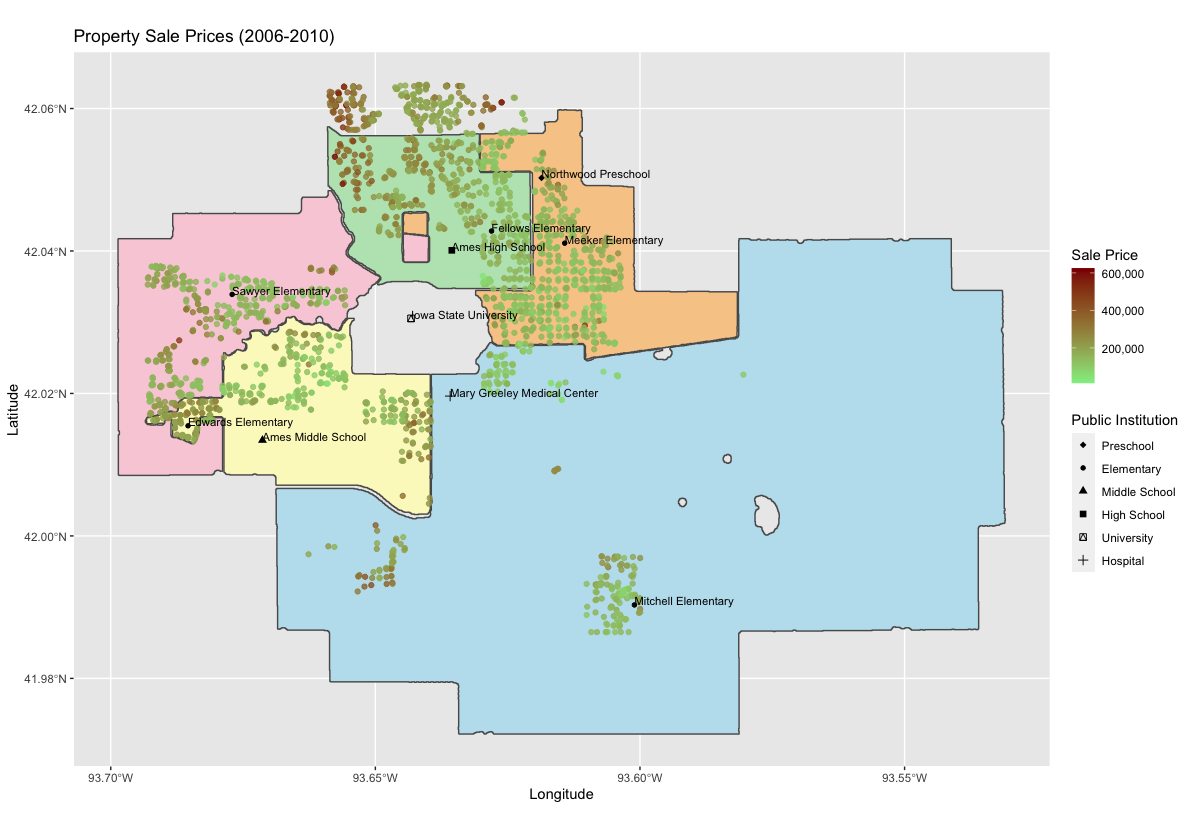 Property Sale Prices (2006-2010)
42.06°N
42.04°N
42.02°N
42.00°N
41.98°N
Latitude
93.70°W
93.65°W
93.60°W
93.55°W
Longitude
Northwood Preschool
Fellows Elementary
Meeker Elementary
Ames High School
Sawyer Elementary
Iowa State University
Mary Greeley Medical Center
Edwards Elementary
Ames Middle School
Mitchell Elementary
Sale Price
600,000
400,000
200,000
Public Institution
Preschool
Elementary
Middle School
High School
University
Hospital